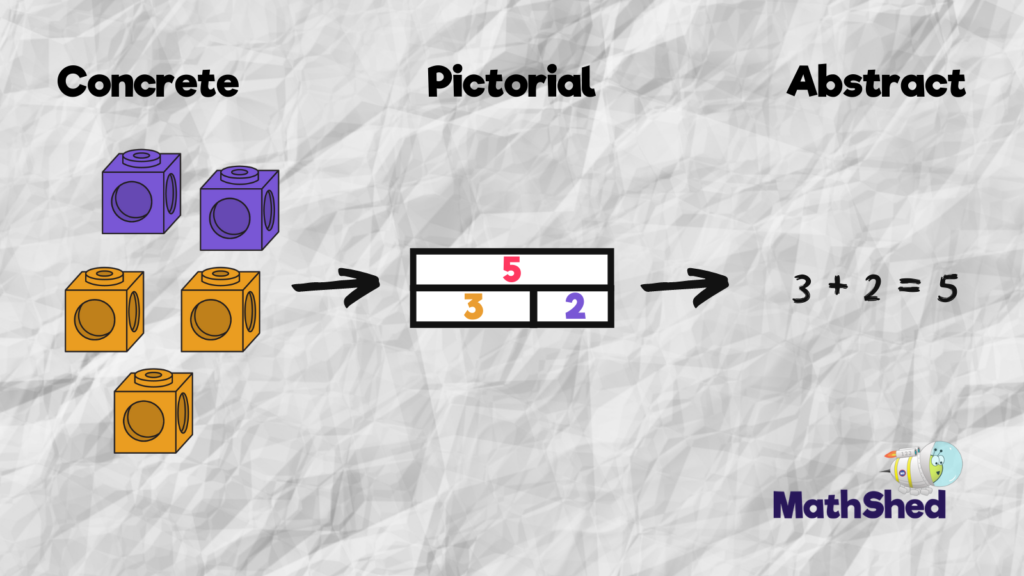 Concrete
Pictorial
Abstract
5
3 2
3 + 2 = 5
MathShed